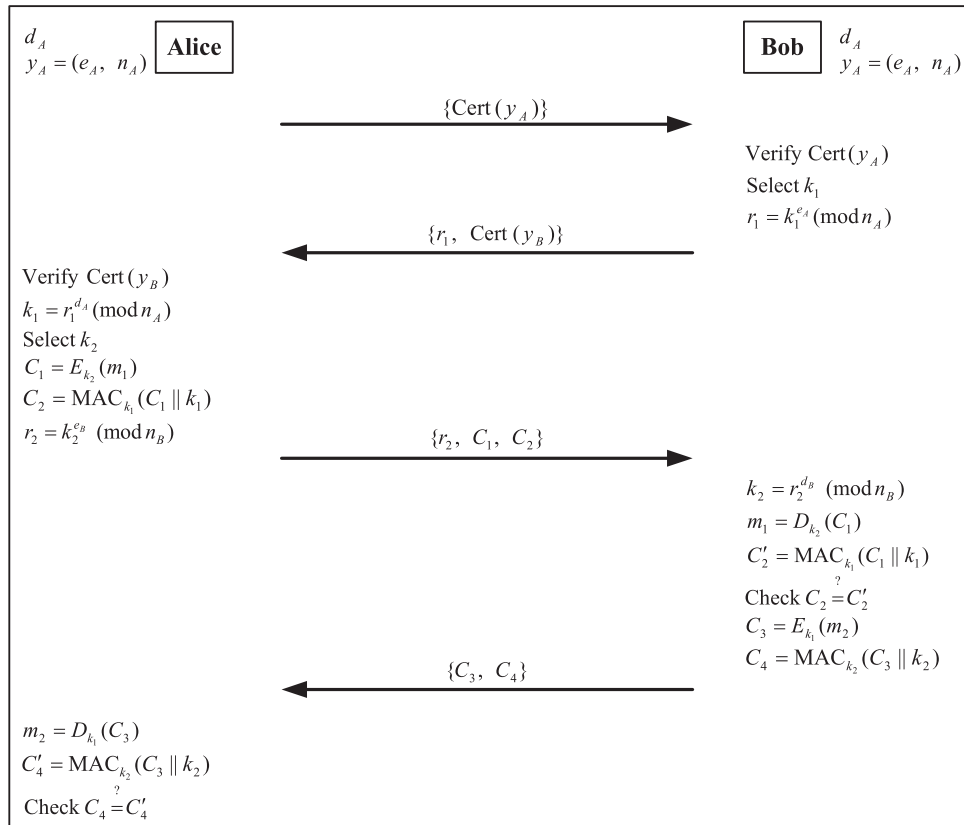 d_A
y_A = (e_A, n_A)
Alice
Bob
d_A
y_A = (e_A, n_A)
{Cert(y_A)}
Verify Cert(y_A)
Select k_1
r_1 = k_1^{e_A} (mod n_A)
{r_1, Cert(y_B)}
Verify Cert(y_B)
k_1 = r_1^{d_A} (mod n_A)
Select k_2
C_1 = E_{k_2}(m_1)
C_2 = MAC_{k_1}(C_1 || k_1)
r_2 = k_2^{e_B} (mod n_B)
{r_2, C_1, C_2}
k_2 = r_2^{d_B} (mod n_B)
m_1 = D_{k_2}(C_1)
C′_2 = MAC_{k_1}(C_1 || k_1)
Check C_2 =^? C′_2
C_3 = E_{k_1}(m_2)
C_4 = MAC_{k_2}(C_3 || k_2)
{C_3, C_4}
m_2 = D_{k_1}(C_3)
C′_4 = MAC_{k_2}(C_3 || k_2)
Check C_4 =^? C′_4